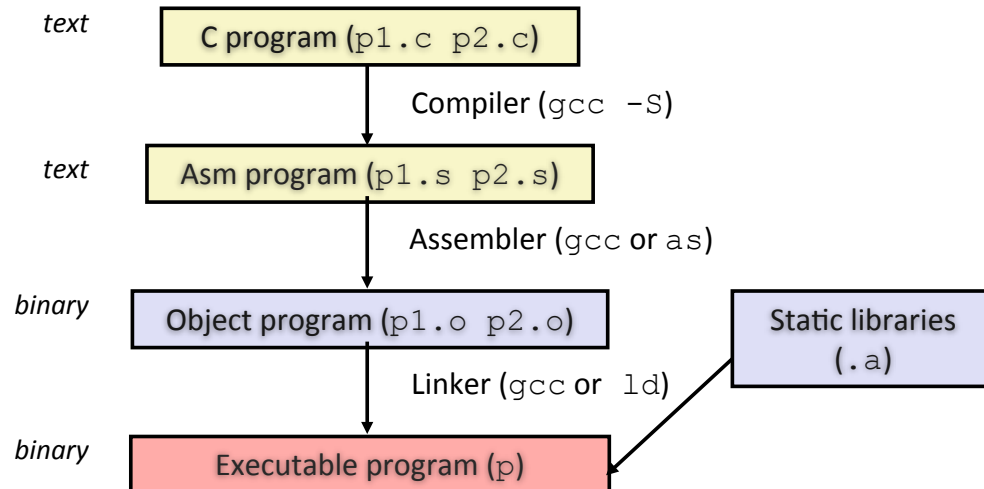 text
C program (p1.c p2.c)
Compiler (gcc -S)
text
Asm program (p1.s p2.s)
Assembler (gcc or as)
binary
Object program (p1.o p2.o)
Static libraries
(.a)
Linker (gcc or ld)
binary
Executable program (p)